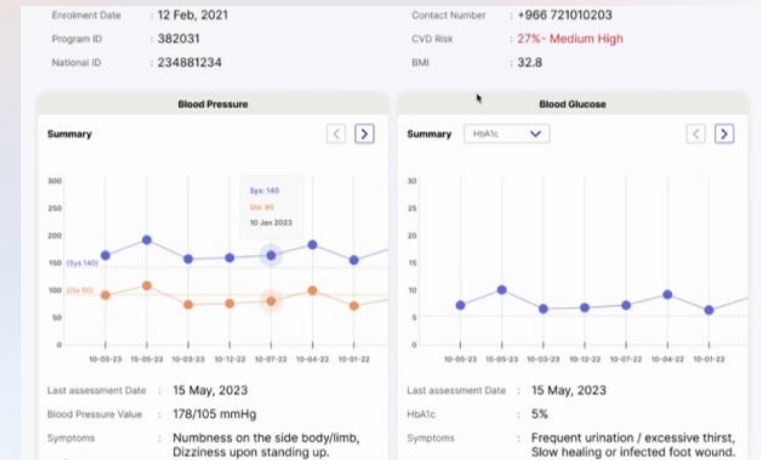 Enrolment Date : 12 Feb, 2021
Program ID : 382031
National ID : 234881234
Contact Number : +966 721010203
CVD Risk : 27%- Medium High
BMI : 32.8
Blood Pressure
Summary
300
250
200
150 (Sys 140)
100 (Dia 90)
50
0
Sys: 140
Dia: 90
10 Jan 2023
10-05-23 15-05-23 10-03-23 10-12-22 10-07-22 10-04-22 10-01-22
Last assessment Date : 15 May, 2023
Blood Pressure Value : 178/105 mmHg
Symptoms : Numbness on the side body/limb,
Dizziness upon standing up.
Blood Glucose
Summary HbA1c
30
25
20
15
10
5
0
10-05-23 15-05-23 10-03-23 10-12-22 10-07-22 10-04-22 10-01-22
Last assessment Date : 15 May, 2023
HbA1c : 5%
Symptoms : Frequent urination / excessive thirst,
Slow healing or infected foot wound.